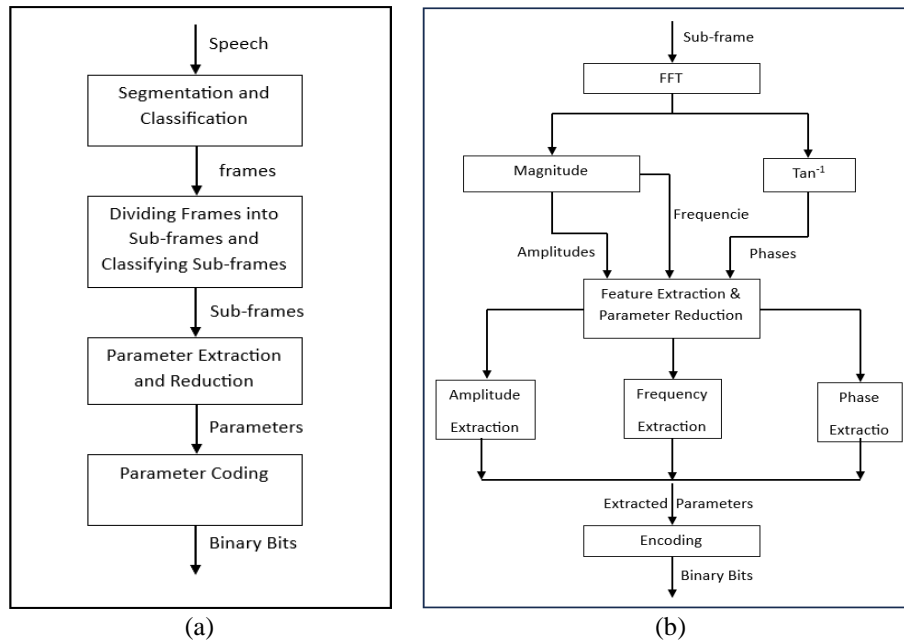 Speech
Segmentation and
Classification
frames
Dividing Frames into
Sub-frames and
Classifying Sub-frames
Sub-frames
Parameter Extraction
and Reduction
Parameters
Parameter Coding
Binary Bits
(a)
Sub-frame
FFT
Magnitude
Tan⁻¹
Frequencie
Amplitudes
Phases
Feature Extraction &
Parameter Reduction
Amplitude
Extraction
Frequency
Extraction
Phase
Extractio
Extracted Parameters
Encoding
Binary Bits
(b)